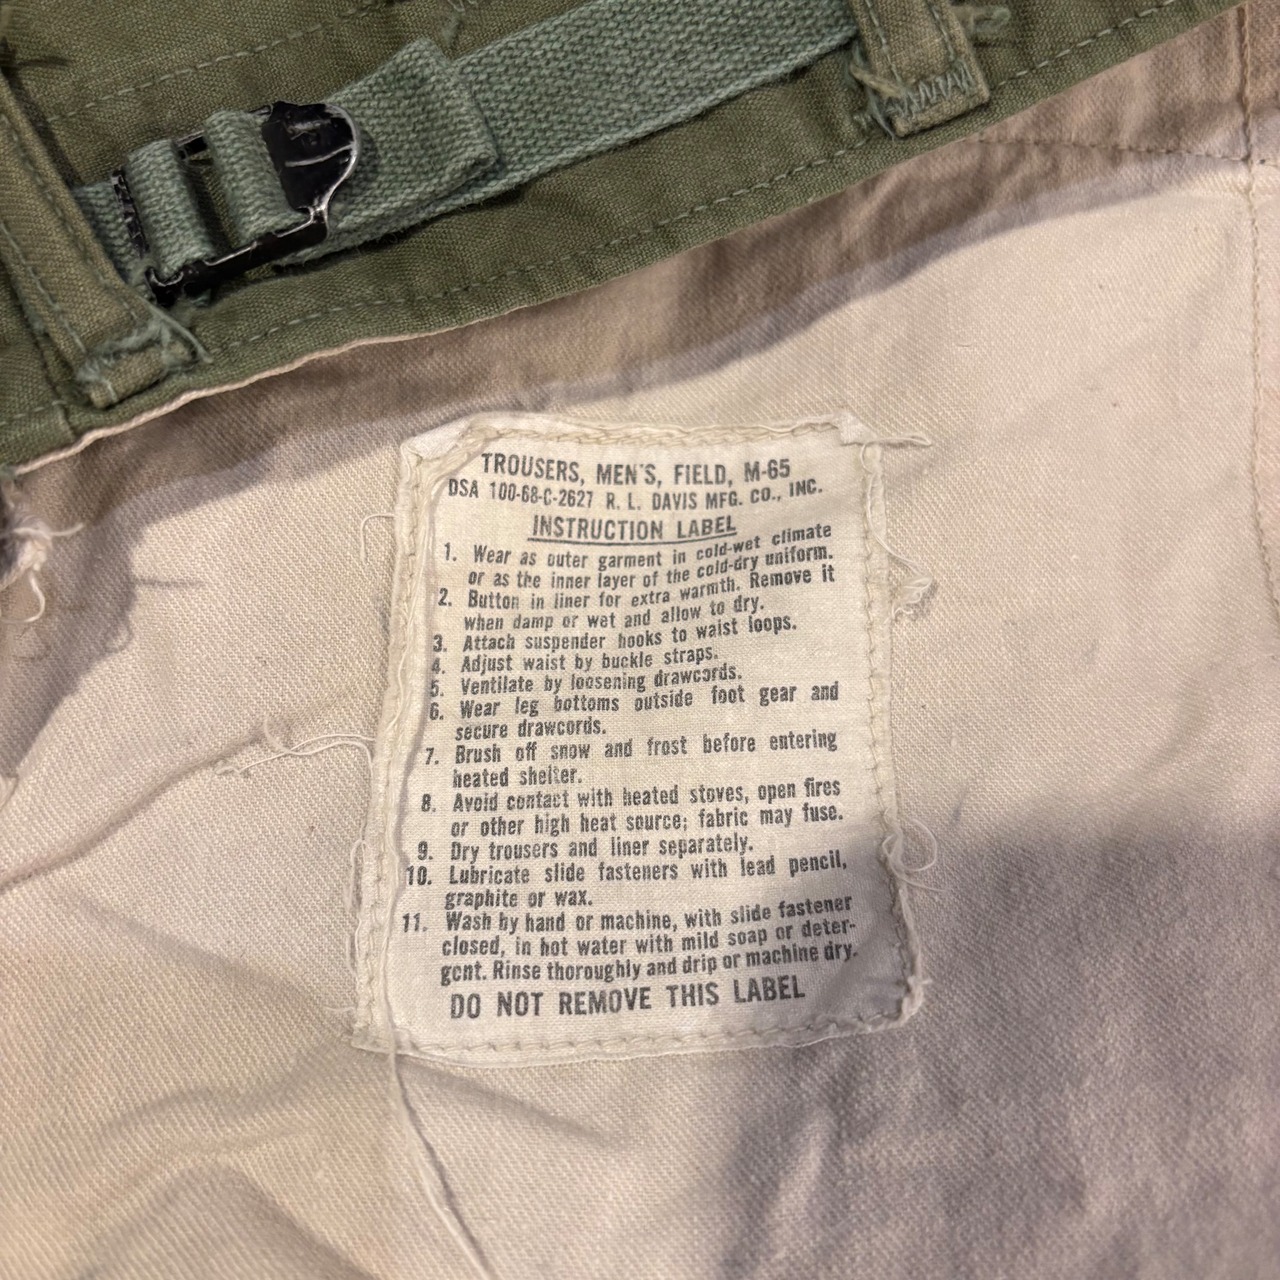 TROUSERS, MEN'S, FIELD, M-65
DSA 100-68-C-2627 R. L. DAVIS MFG. CO., INC.
INSTRUCTION LABEL
1. Wear as outer garment in cold-wet climate
or as the inner layer of the cold-dry uniform.
2. Button in liner for extra warmth. Remove it
when damp or wet and allow to dry.
3. Attach suspender hooks to waist loops.
4. Adjust waist by buckle straps.
5. Ventilate by loosening drawcords.
6. Wear leg bottoms outside foot gear and
secure drawcords.
7. Brush off snow and frost before entering
heated shelter.
8. Avoid contact with heated stoves, open fires
or other high heat source; fabric may fuse.
9. Dry trousers and liner separately.
10. Lubricate slide fasteners with lead pencil,
graphite or wax.
11. Wash by hand or machine, with slide fastener
closed, in hot water with mild soap or deter-
gent. Rinse thoroughly and drip or machine dry.
DO NOT REMOVE THIS LABEL